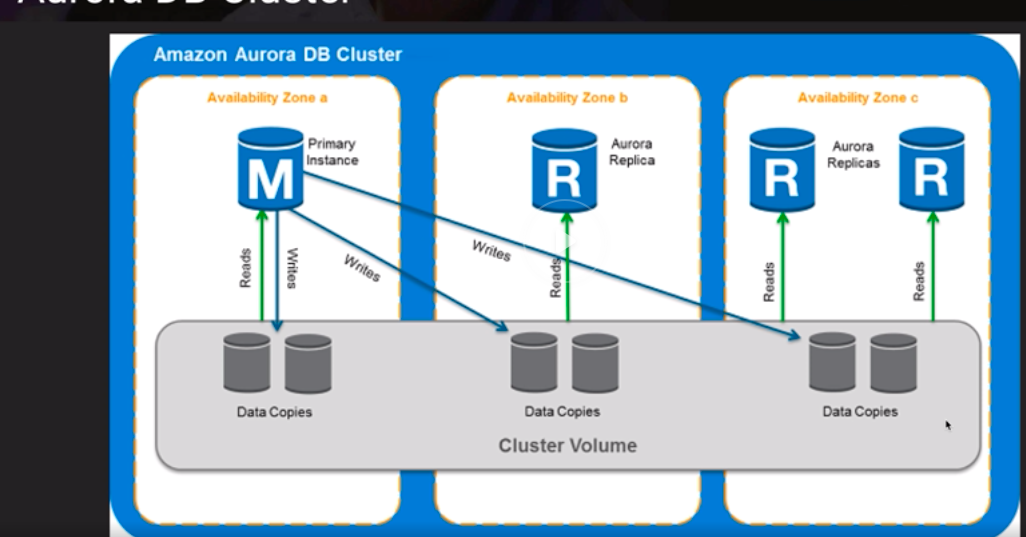 Aurora DB Cluster
Amazon Aurora DB Cluster
Availability Zone a
Availability Zone b
Availability Zone c
M
Primary
Instance
R
Aurora
Replica
R
Aurora
Replicas
R
Reads
Writes
Writes
Writes
Reads
Reads
Reads
Data Copies
Data Copies
Data Copies
Cluster Volume